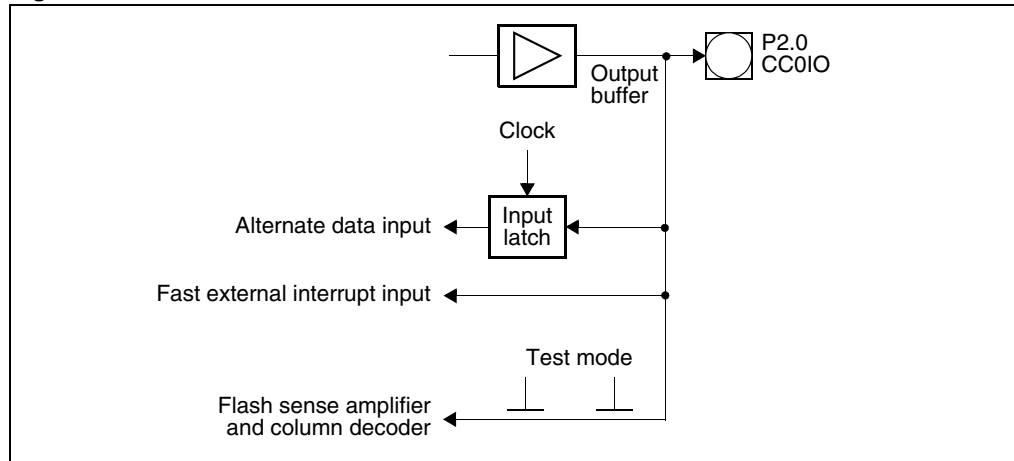 P2.0
CC0IO
Output
buffer
Clock
Input
latch
Alternate data input
Fast external interrupt input
Test mode
Flash sense amplifier
and column decoder